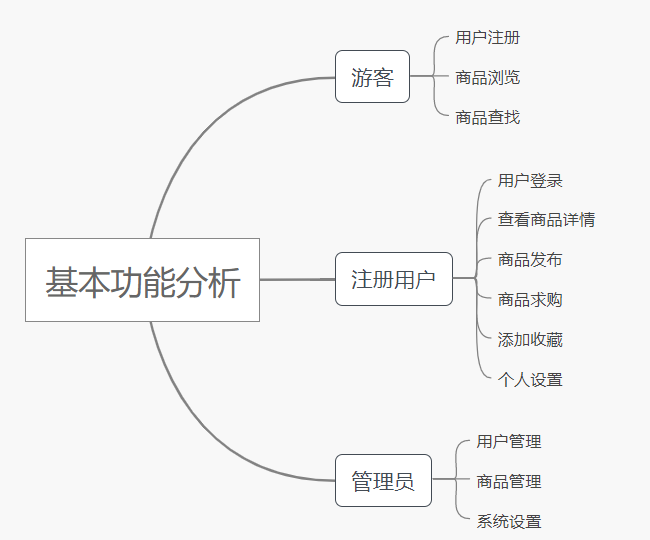 基本功能分析
游客
用户注册
商品浏览
商品查找
注册用户
用户登录
查看商品详情
商品发布
商品求购
添加收藏
个人设置
管理员
用户管理
商品管理
系统设置